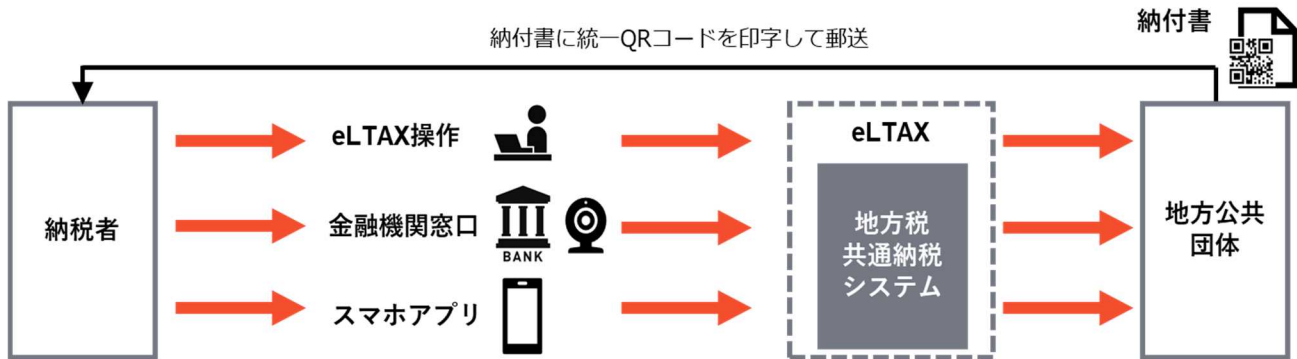 納付書に統一QRコードを印字して郵送
納付書
納税者
eLTAX操作
金融機関窓口
BANK
スマホアプリ
eLTAX
地方税
共通納税
システム
地方公共
団体